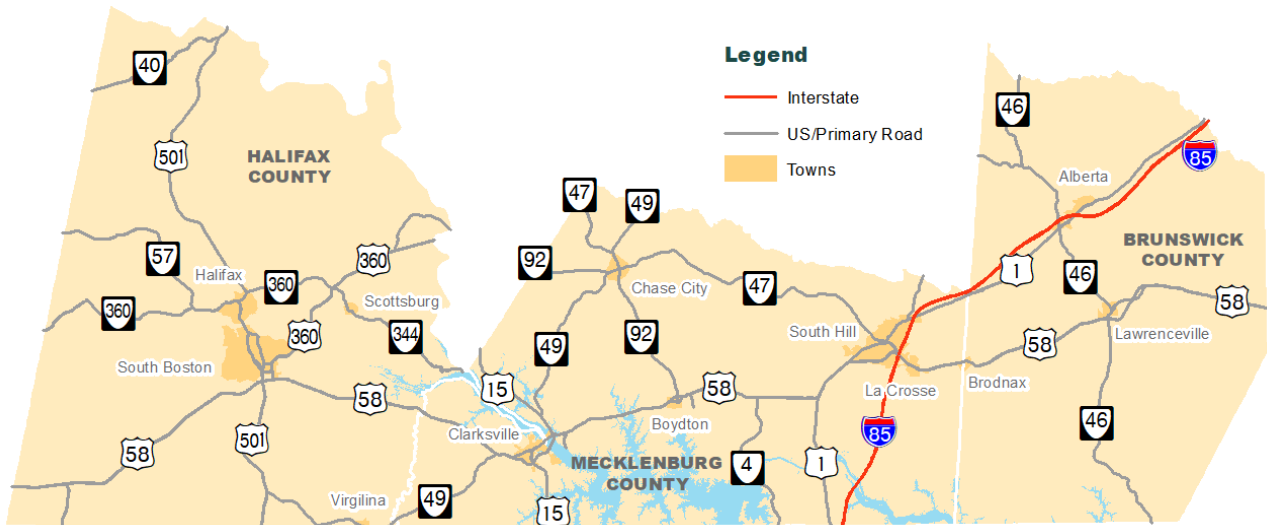 Legend
Interstate
US/Primary Road
Towns
40
501
HALIFAX
COUNTY
57
360
Halifax
360
360
360
Scottsburg
344
South Boston
58
58
501
Virgilina
47
49
92
Chase City
47
49
92
15
58
Boydton
Clarksville
MECKLENBURG
COUNTY
49
15
4
1
85
South Hill
La Crosse
46
85
Alberta
BRUNSWICK
COUNTY
1
46
58
Lawrenceville
58
Brodnax
46